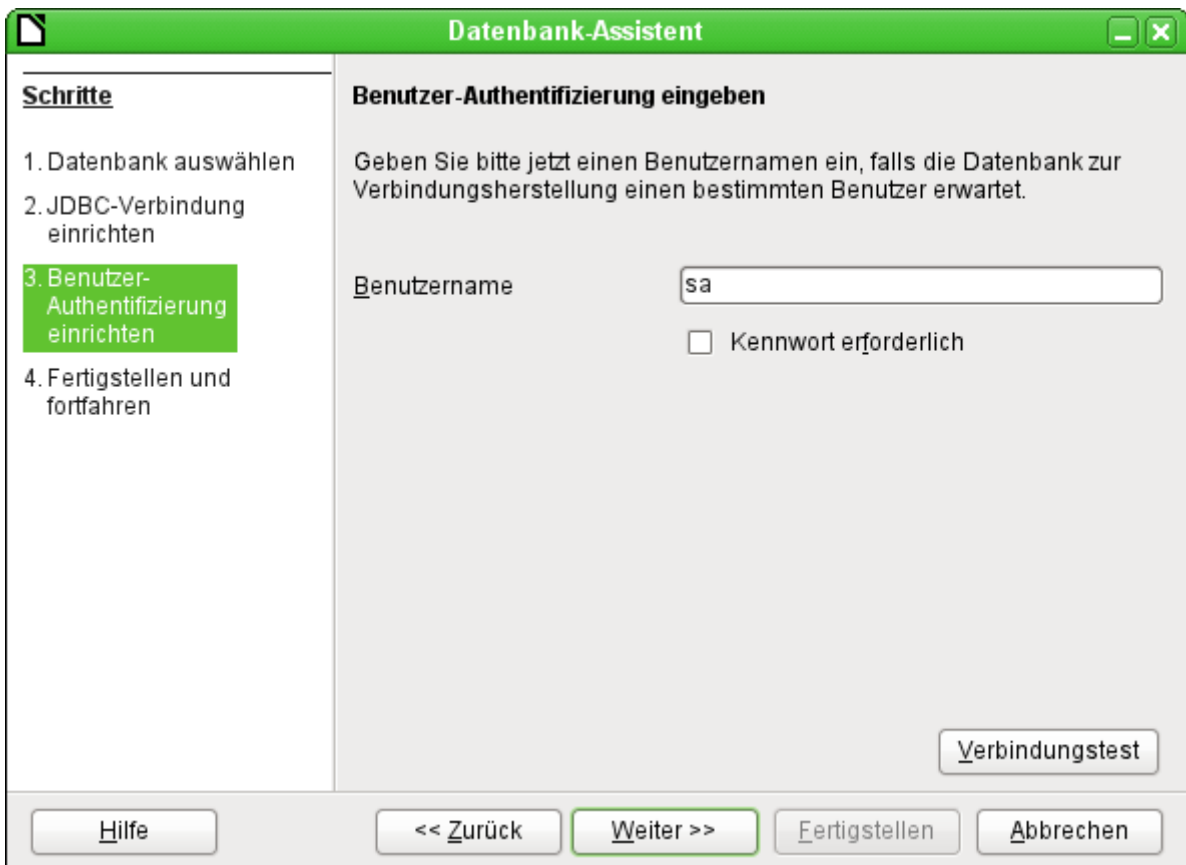 Datenbank-Assistent
Schritte
1. Datenbank auswählen
2. JDBC-Verbindung
einrichten
3. Benutzer-
Authentifizierung
einrichten
4. Fertigstellen und
fortfahren
Benutzer-Authentifizierung eingeben
Geben Sie bitte jetzt einen Benutzernamen ein, falls die Datenbank zur
Verbindungsherstellung einen bestimmten Benutzer erwartet.
Benutzername
sa
Kennwort erforderlich
Verbindungstest
Hilfe
<< Zurück
Weiter >>
Fertigstellen
Abbrechen